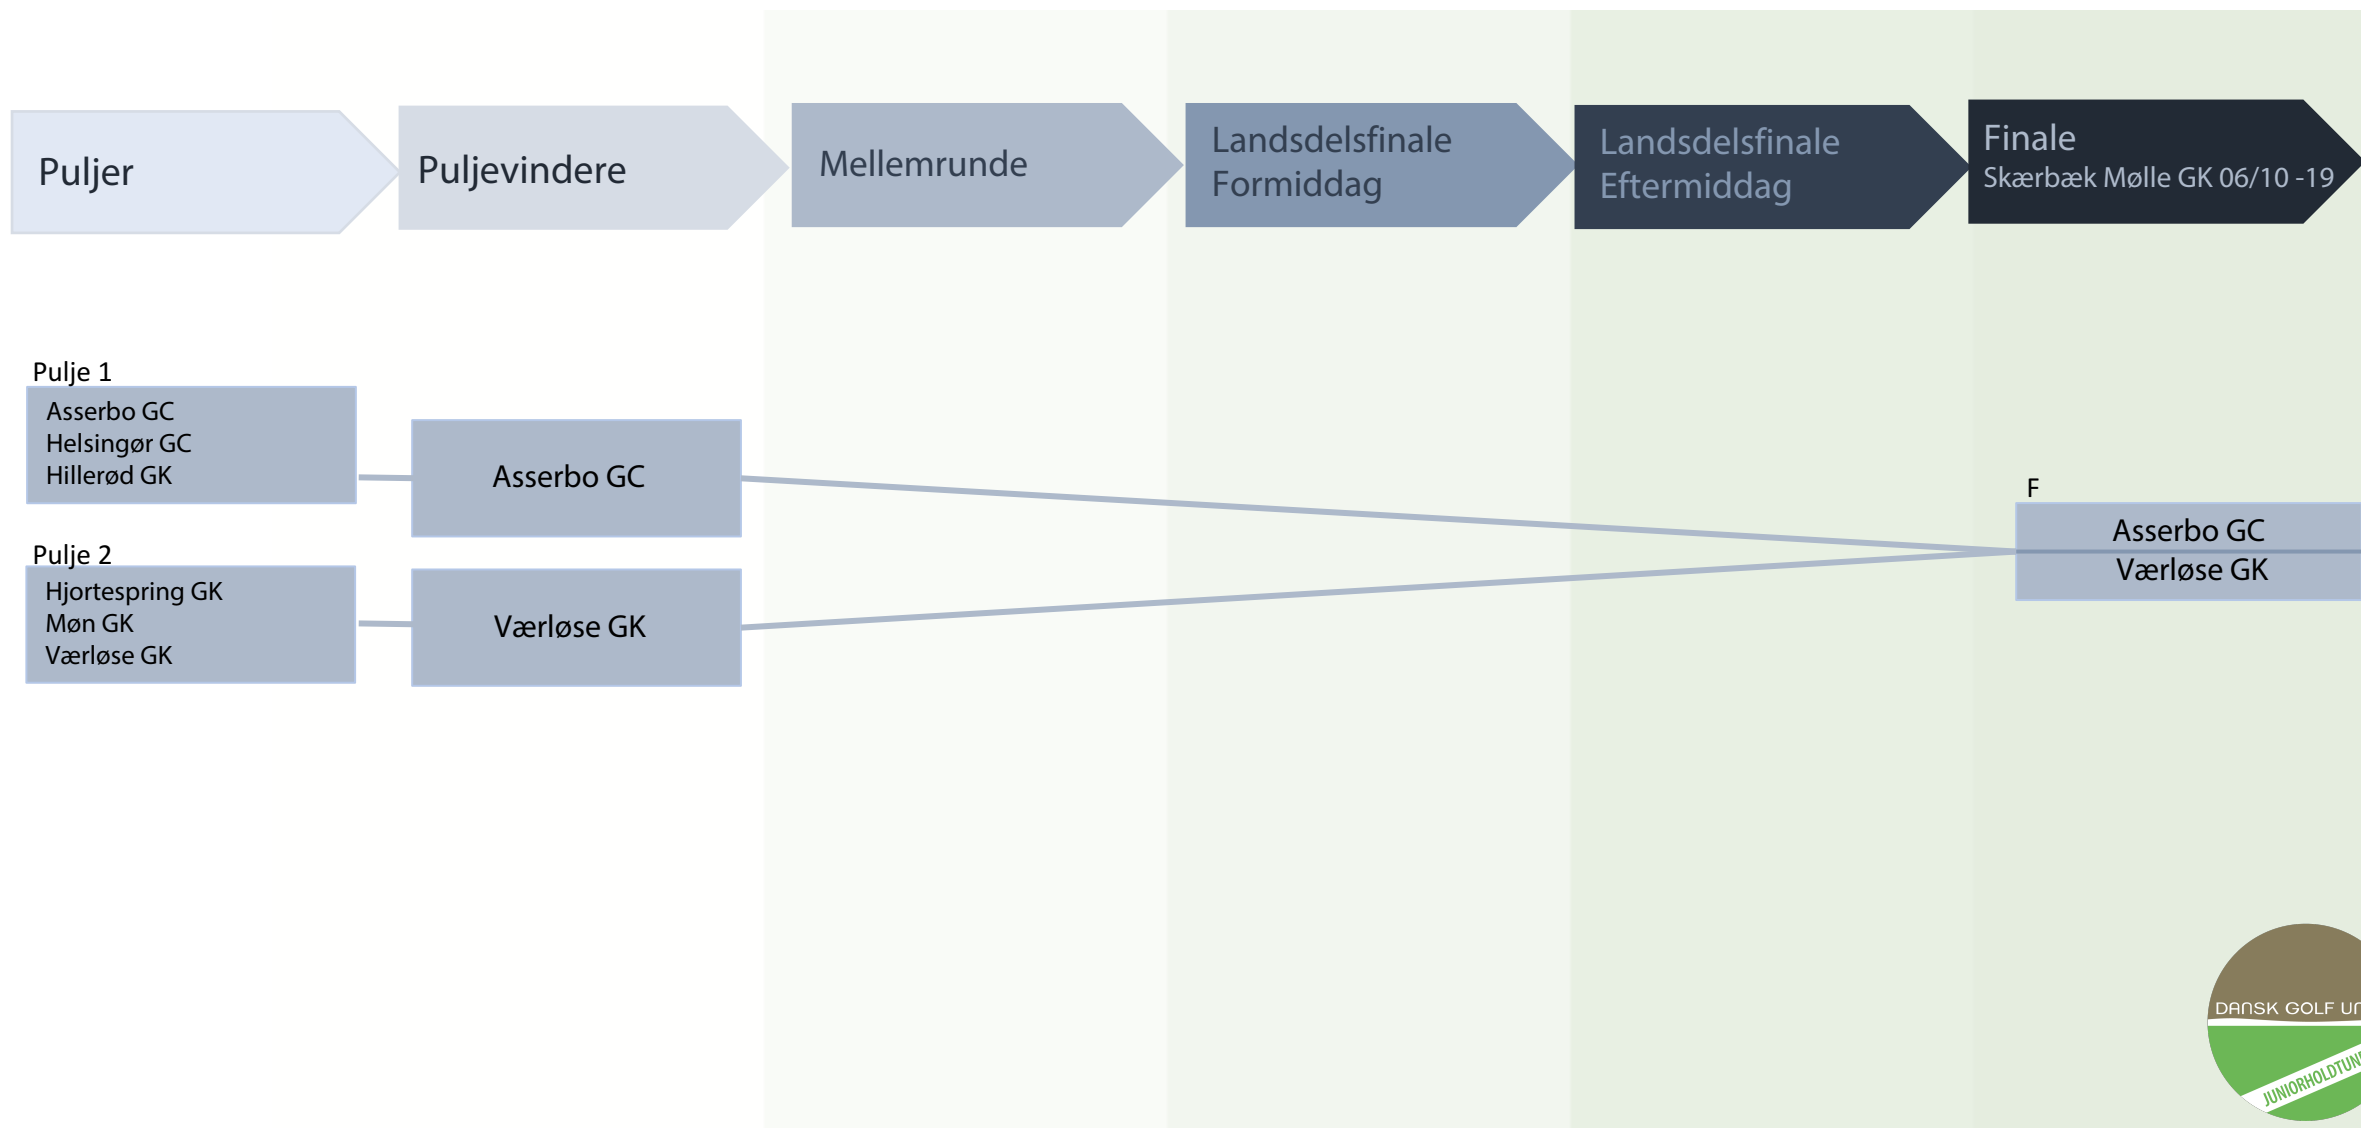 Puljer
Puljevindere
Mellemrunde
Landsdelsfinale
Formiddag
Landsdelsfinale
Eftermiddag
Finale
Skærbæk Mølle GK 06/10 -19
Pulje 1
Asserbo GC
Helsingør GC
Hillerød GK
Asserbo GC
Pulje 2
Hjortespring GK
Møn GK
Værløse GK
Værløse GK
F
Asserbo GC
Værløse GK
DANSK GOLF